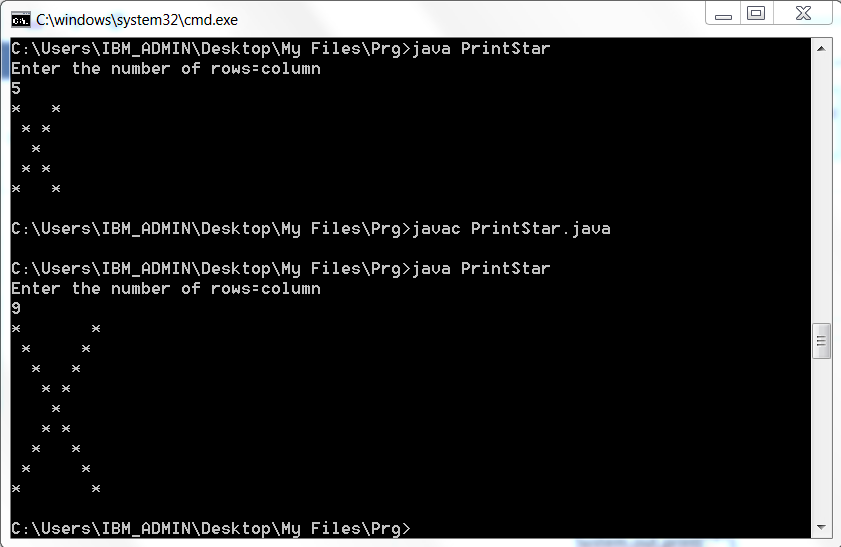 C:\windows\system32\cmd.exe
C:\Users\IBM_ADMIN\Desktop\My Files\Prg>java PrintStar
Enter the number of rows=column
5
*   *
 * *
  *
 * *
*   *
C:\Users\IBM_ADMIN\Desktop\My Files\Prg>javac PrintStar.java
C:\Users\IBM_ADMIN\Desktop\My Files\Prg>java PrintStar
Enter the number of rows=column
9
*       *
 *     *
  *   *
   * *
    *
   * *
  *   *
 *     *
*       *
C:\Users\IBM_ADMIN\Desktop\My Files\Prg>